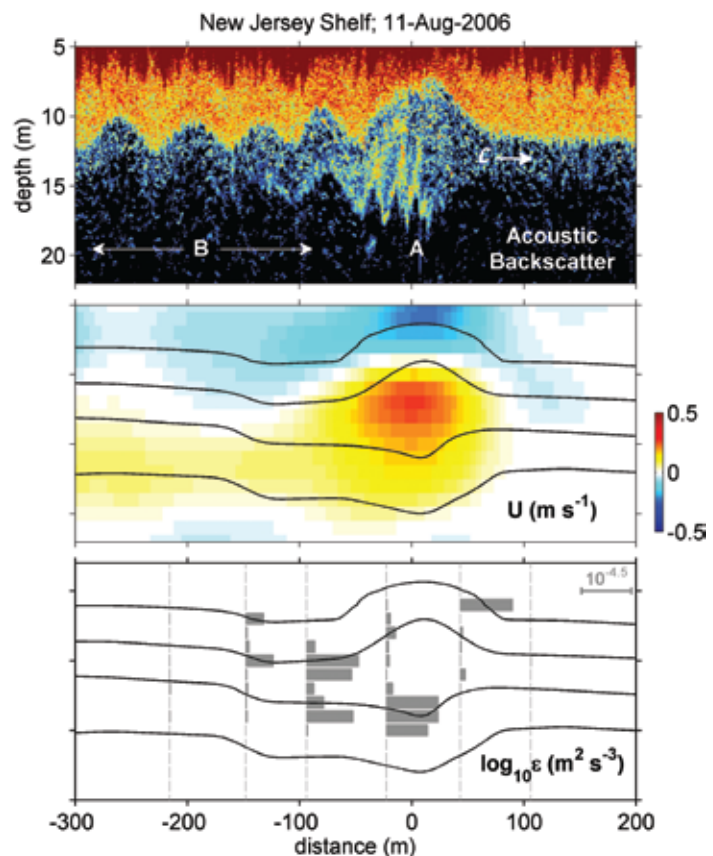 New Jersey Shelf; 11-Aug-2006
5
10
15
20
depth (m)
c
B
A
Acoustic
Backscatter
0.5
0
-0.5
U (m s⁻¹)
10⁻⁴·⁵
log₁₀ε (m² s⁻³)
-300 -200 -100 0 100 200
distance (m)